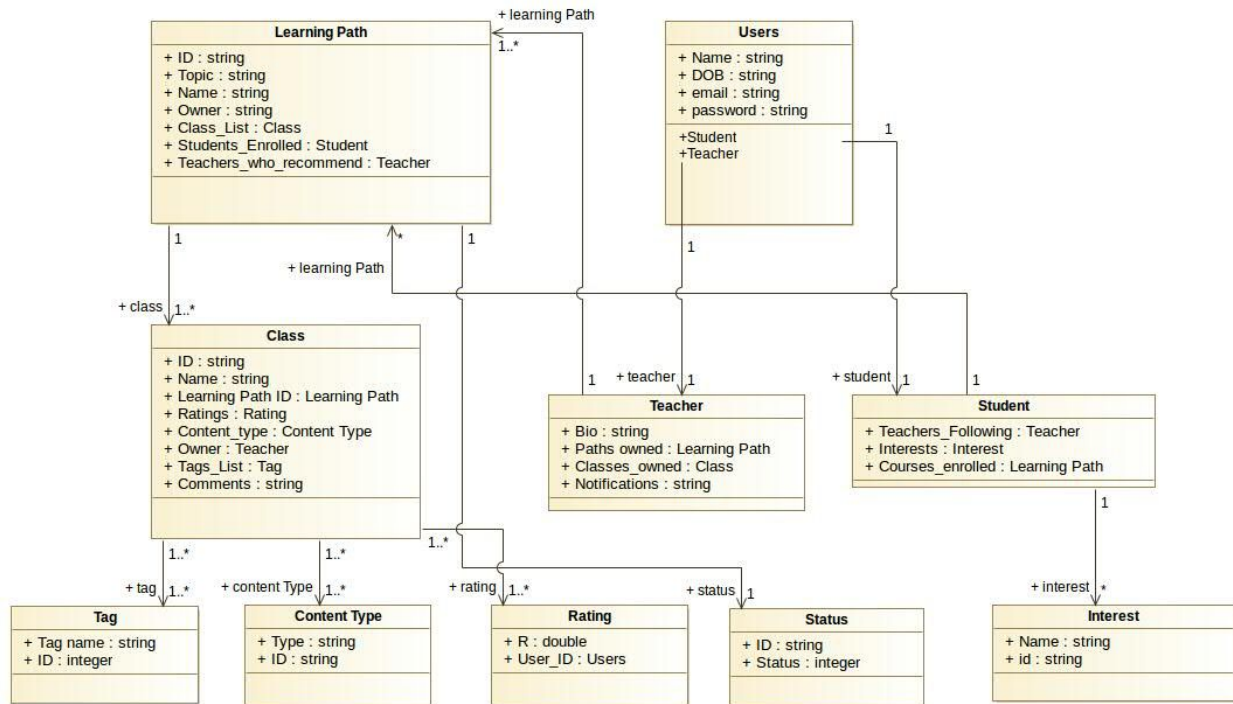 + learning Path
1..*
Learning Path
+ ID : string
+ Topic : string
+ Name : string
+ Owner : string
+ Class_List : Class
+ Students_Enrolled : Student
+ Teachers_who_recommend : Teacher
Users
+ Name : string
+ DOB : string
+ email : string
+ password : string
+Student
+Teacher
1
1
1
1
*
+ learning Path
+ class
1..*
Class
+ ID : string
+ Name : string
+ Learning Path ID : Learning Path
+ Ratings : Rating
+ Content_type : Content Type
+ Owner : Teacher
+ Tags_List : Tag
+ Comments : string
1
+ teacher
1
Teacher
+ Bio : string
+ Paths owned : Learning Path
+ Classes_owned : Class
+ Notifications : string
+ student
1
1
Student
+ Teachers_Following : Teacher
+ Interests : Interest
+ Courses_enrolled : Learning Path
1..*
1..*
1..*
1
+ tag
1..*
+ content Type
1..*
+ rating
1..*
+ status
1
+ interest
*
Tag
+ Tag name : string
+ ID : integer
Content Type
+ Type : string
+ ID : string
Rating
+ R : double
+ User_ID : Users
Status
+ ID : string
+ Status : integer
Interest
+ Name : string
+ id : string